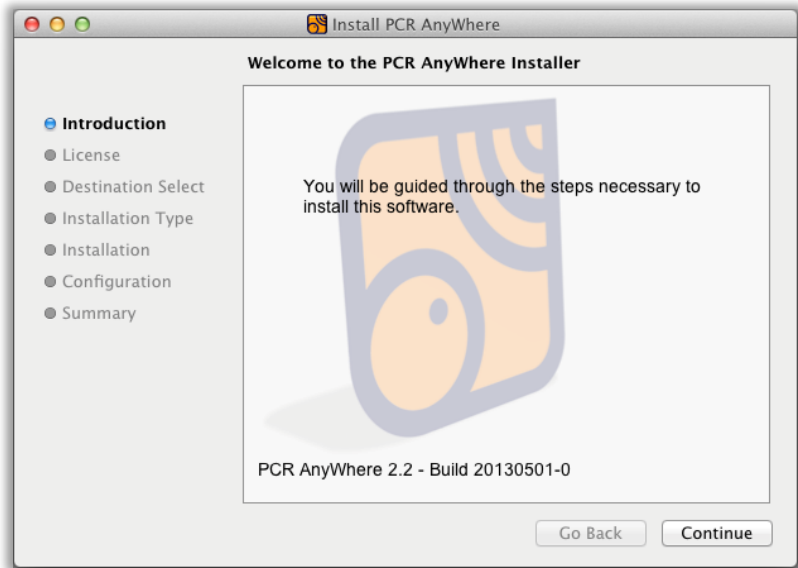 Install PCR AnyWhere
Welcome to the PCR AnyWhere Installer
Introduction
License
Destination Select
Installation Type
Installation
Configuration
Summary
You will be guided through the steps necessary to
install this software.
PCR AnyWhere 2.2 - Build 20130501-0
Go Back
Continue